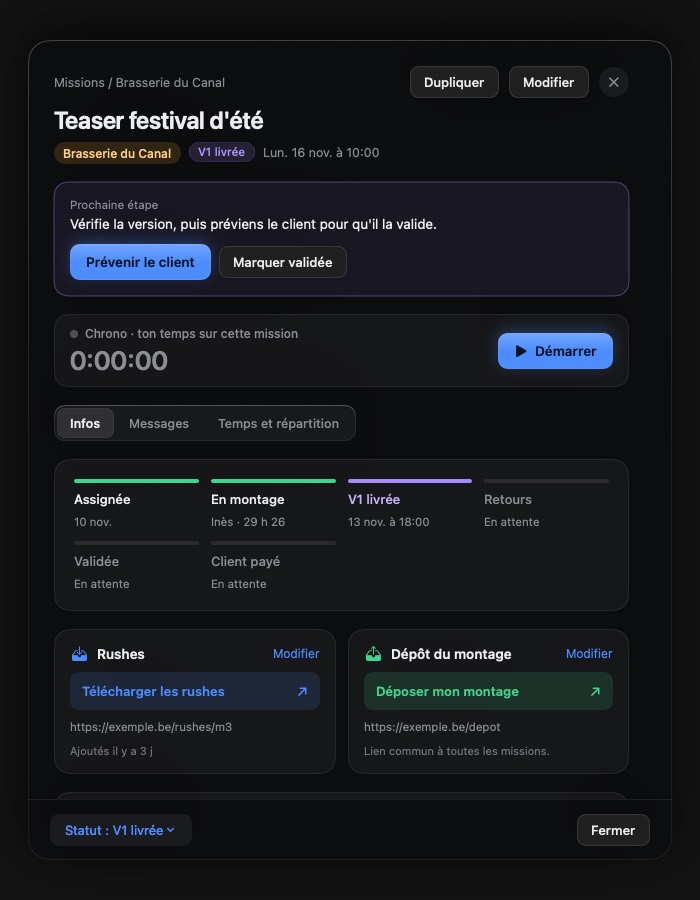 Missions / Brasserie du Canal
Dupliquer
Modifier
Teaser festival d'été
Brasserie du Canal
V1 livrée
Lun. 16 nov. à 10:00
Prochaine étape
Vérifie la version, puis préviens le client pour qu'il la valide.
Prévenir le client
Marquer validée
Chrono · ton temps sur cette mission
0:00:00
Démarrer
Infos
Messages
Temps et répartition
Assignée
10 nov.
En montage
Inès · 29 h 26
V1 livrée
13 nov. à 18:00
Retours
En attente
Validée
En attente
Client payé
En attente
Rushes
Modifier
Télécharger les rushes
https://exemple.be/rushes/m3
Ajoutés il y a 3 j
Dépôt du montage
Modifier
Déposer mon montage
https://exemple.be/depot
Lien commun à toutes les missions.
Statut : V1 livrée
Fermer